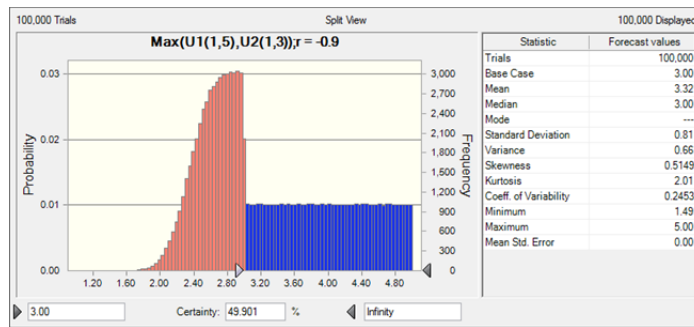 100,000 Trials Split View 100,000 Displayed
Max(U1(1,5),U2(1,3));r = -0.9
Probability
0.03
0.02
0.01
0.00
3,000
2,700
2,400
2,100
1,800
1,500
1,200
900
600
300
0
Frequency
1.20 1.60 2.00 2.40 2.80 3.20 3.60 4.00 4.40 4.80
3.00 Certainty: 49.901 % Infinity
Statistic Forecast values
Trials 100,000
Base Case 3.00
Mean 3.32
Median 3.00
Mode ---
Standard Deviation 0.81
Variance 0.66
Skewness 0.5149
Kurtosis 2.01
Coeff. of Variability 0.2453
Minimum 1.49
Maximum 5.00
Mean Std. Error 0.00